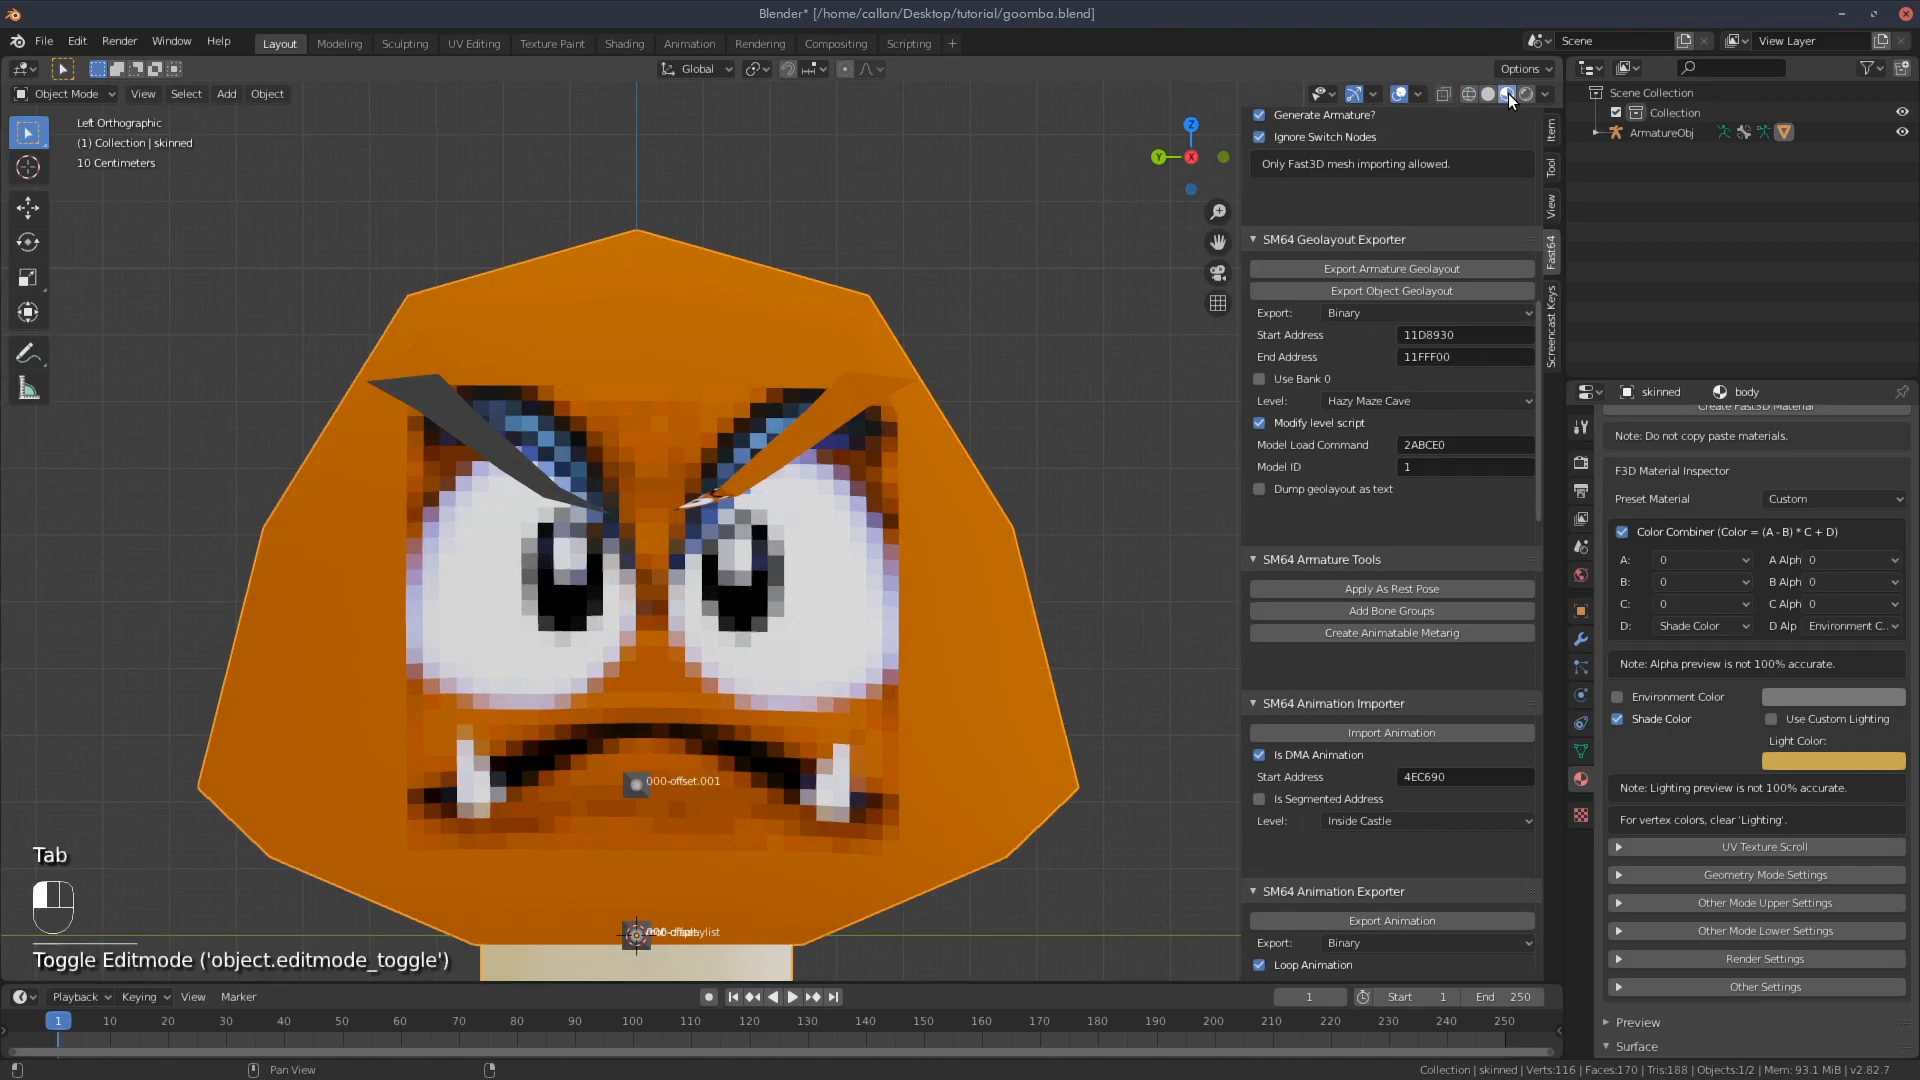 Blender* [/home/callan/Desktop/tutorial/goomba.blend]
File Edit Render Window Help
Layout Modeling Sculpting UV Editing Texture Paint Shading Animation Rendering Compositing Scripting +
Scene
View Layer
Global
Options
Object Mode View Select Add Object
Left Orthographic
(1) Collection | skinned
10 Centimeters
Z
Y
X
000-offset.001
Tab
Toggle Editmode ('object.editmode_toggle')
Generate Armature?
Ignore Switch Nodes
Only Fast3D mesh importing allowed.
SM64 Geolayout Exporter
Export Armature Geolayout
Export Object Geolayout
Export: Binary
Start Address 11D8930
End Address 11FFF00
Use Bank 0
Level: Hazy Maze Cave
Modify level script
Model Load Command 2ABCE0
Model ID 1
Dump geolayout as text
SM64 Armature Tools
Apply As Rest Pose
Add Bone Groups
Create Animatable Metarig
SM64 Animation Importer
Import Animation
Is DMA Animation
Start Address 4EC690
Is Segmented Address
Level: Inside Castle
SM64 Animation Exporter
Export Animation
Export: Binary
Loop Animation
Item
Tool
View
Fast64
Screencast Keys
Scene Collection
Collection
ArmatureObj
skinned body
Create Fast3D Material
Note: Do not copy paste materials.
F3D Material Inspector
Preset Material Custom
Color Combiner (Color = (A - B) * C + D)
A: 0 A Alph 0
B: 0 B Alph 0
C: 0 C Alph 0
D: Shade Color D Alp Environment C..
Note: Alpha preview is not 100% accurate.
Environment Color
Shade Color Use Custom Lighting
Light Color:
Note: Lighting preview is not 100% accurate.
For vertex colors, clear 'Lighting'.
UV Texture Scroll
Geometry Mode Settings
Other Mode Upper Settings
Other Mode Lower Settings
Render Settings
Other Settings
Preview
Surface
Playback Keying View Marker
1 Start 1 End 250
1 10 20 30 40 50 60 70 80 90 100 110 120 130 140 150 160 170 180 190 200 210 220 230 240 250
Pan View
Collection | skinned | Verts:116 | Faces:170 | Tris:188 | Objects:1/2 | Mem: 93.1 MiB | v2.82.7